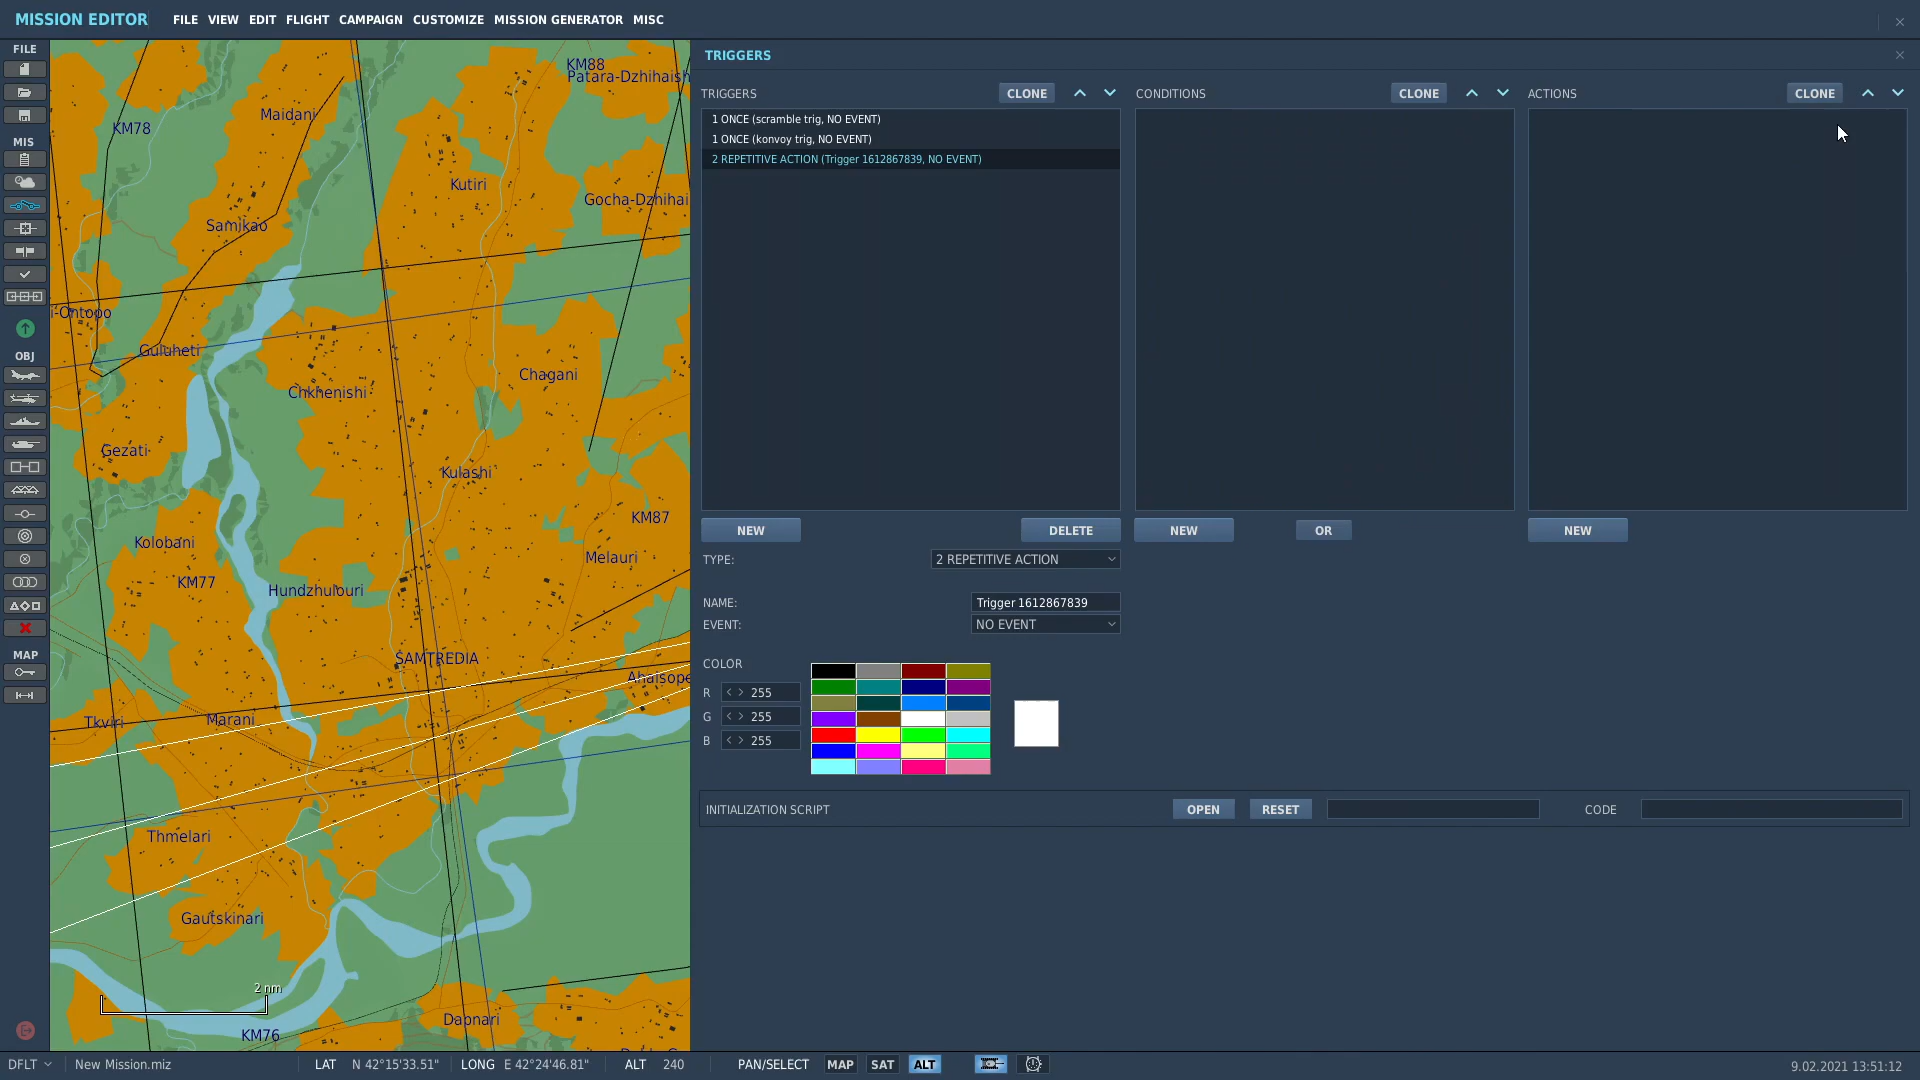 MISSION EDITOR
FILE VIEW EDIT FLIGHT CAMPAIGN CUSTOMIZE MISSION GENERATOR MISC
FILE
MIS
OBJ
MAP
KM88
Patara-Dzhihaish
Maidani
KM78
Kutiri
Gocha-Dzhihai
Samikao
i-Ontopo
Guluheti
Chagani
Chkhenishi
Gezati
Kulashi
KM87
Kolobani
Melauri
KM77
Hundzhulouri
SAMTREDIA
Ahaisope
Tkviri
Marani
Thmelari
Gautskinari
2 nm
Dapnari
KM76
TRIGGERS
TRIGGERS CLONE
1 ONCE (scramble trig, NO EVENT)
1 ONCE (konvoy trig, NO EVENT)
2 REPETITIVE ACTION (Trigger 1612867839, NO EVENT)
NEW DELETE
CONDITIONS CLONE
NEW OR
ACTIONS CLONE
NEW
TYPE: 2 REPETITIVE ACTION
NAME: Trigger 1612867839
EVENT: NO EVENT
COLOR
R < > 255
G < > 255
B < > 255
INITIALIZATION SCRIPT OPEN RESET CODE
DFLT New Mission.miz LAT N 42°15'33.51" LONG E 42°24'46.81" ALT 240 PAN/SELECT MAP SAT ALT 9.02.2021 13:51:12